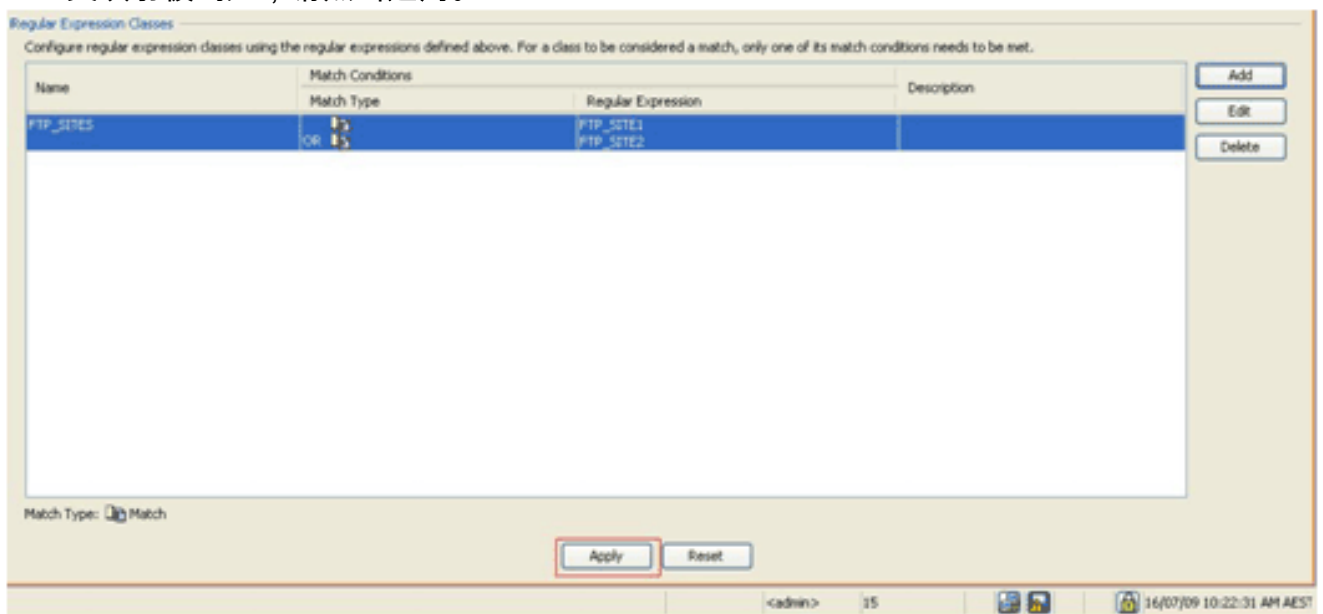 Regular Expression Classes
Configure regular expression classes using the regular expressions defined above. For a class to be considered a match, only one of its match conditions needs to be met.
Name
Match Conditions
Description
Match Type
Regular Expression
FTP_SITES
FTP_SITE1
OR
FTP_SITE2
Add
Edit
Delete
Match Type: Match
Apply
Reset
<admin>
15
16/07/09 10:22:31 AM AEST